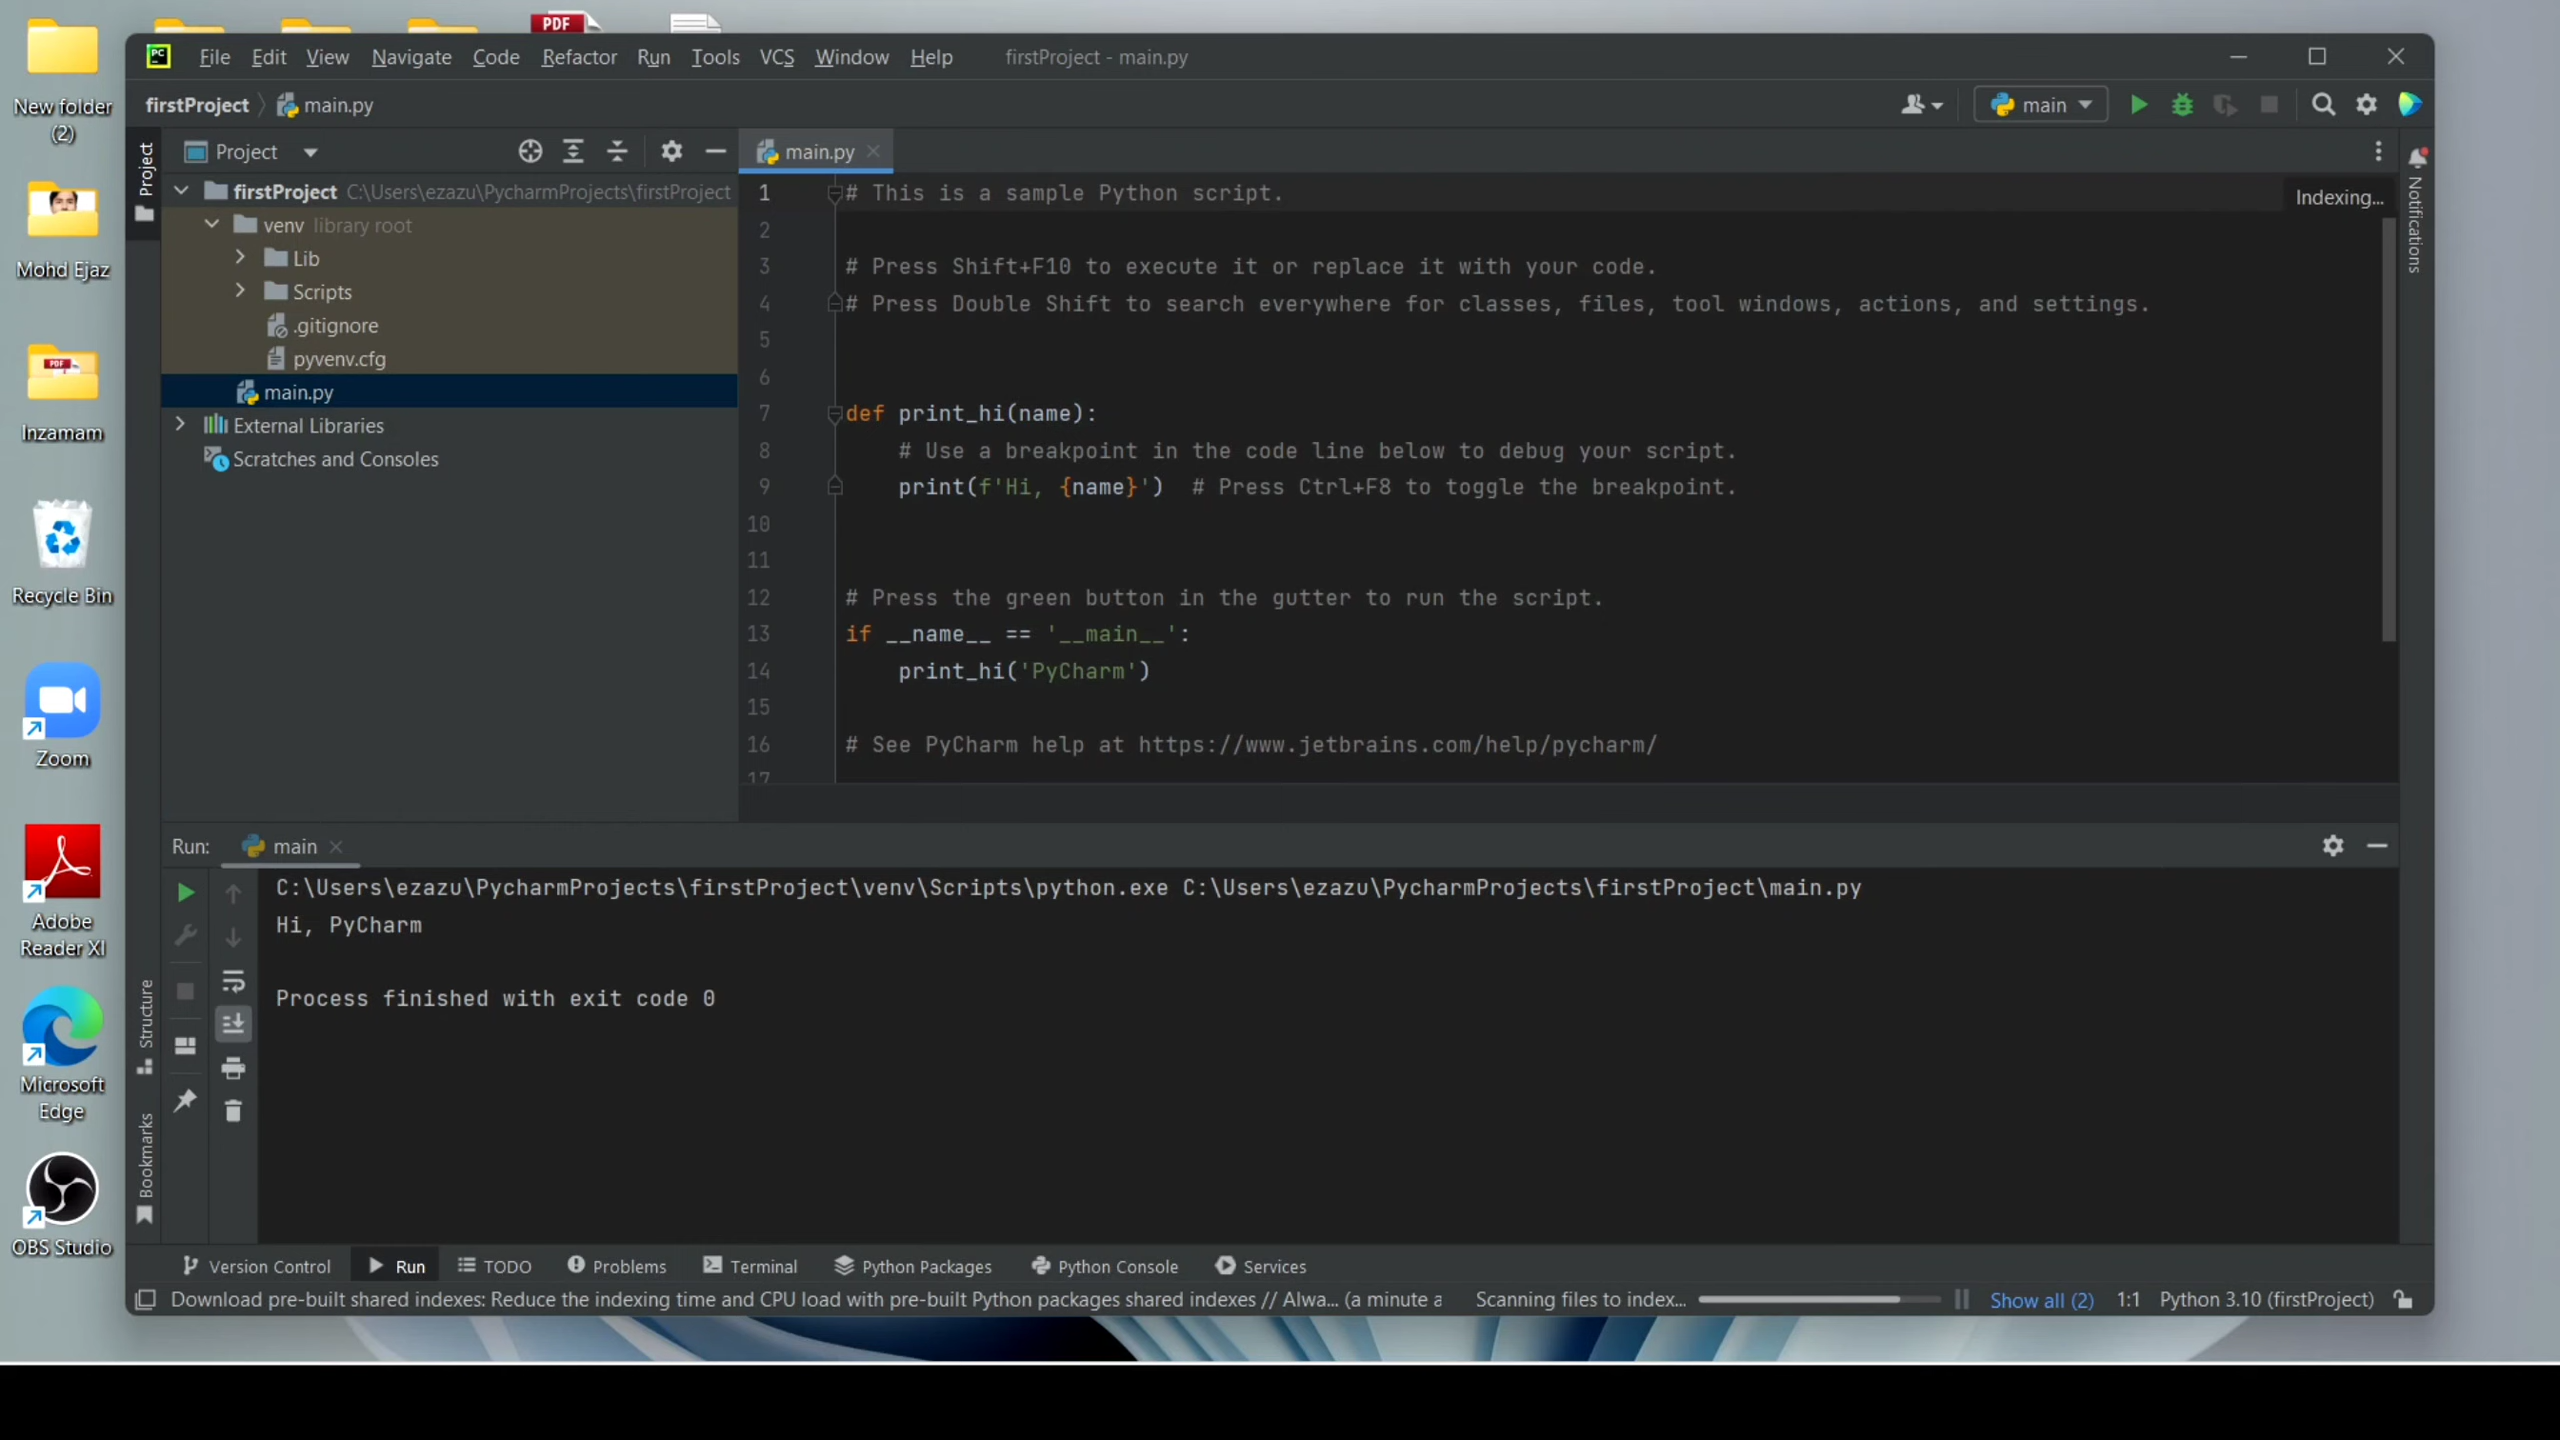 PDF
New folder
(2)
Mohd Ejaz
PDF
Inzamam
Recycle Bin
Zoom
Adobe
Reader XI
Microsoft
Edge
OBS Studio
PC File Edit View Navigate Code Refactor Run Tools VCS Window Help firstProject - main.py
firstProject main.py main
Project
Project main.py
firstProject C:\Users\ezazu\PycharmProjects\firstProject
venv library root
Lib
Scripts
.gitignore
pyvenv.cfg
main.py
External Libraries
Scratches and Consoles
Indexing...
Notifications
1 # This is a sample Python script.
2
3 # Press Shift+F10 to execute it or replace it with your code.
4 # Press Double Shift to search everywhere for classes, files, tool windows, actions, and settings.
5
6
7 def print_hi(name):
8     # Use a breakpoint in the code line below to debug your script.
9     print(f'Hi, {name}')  # Press Ctrl+F8 to toggle the breakpoint.
10
11
12 # Press the green button in the gutter to run the script.
13 if __name__ == '__main__':
14     print_hi('PyCharm')
15
16 # See PyCharm help at https://www.jetbrains.com/help/pycharm/
17
Run: main
C:\Users\ezazu\PycharmProjects\firstProject\venv\Scripts\python.exe C:\Users\ezazu\PycharmProjects\firstProject\main.py
Hi, PyCharm
Process finished with exit code 0
Structure
Bookmarks
Version Control Run TODO Problems Terminal Python Packages Python Console Services
Download pre-built shared indexes: Reduce the indexing time and CPU load with pre-built Python packages shared indexes // Alwa... (a minute a Scanning files to index... Show all (2) 1:1 Python 3.10 (firstProject)